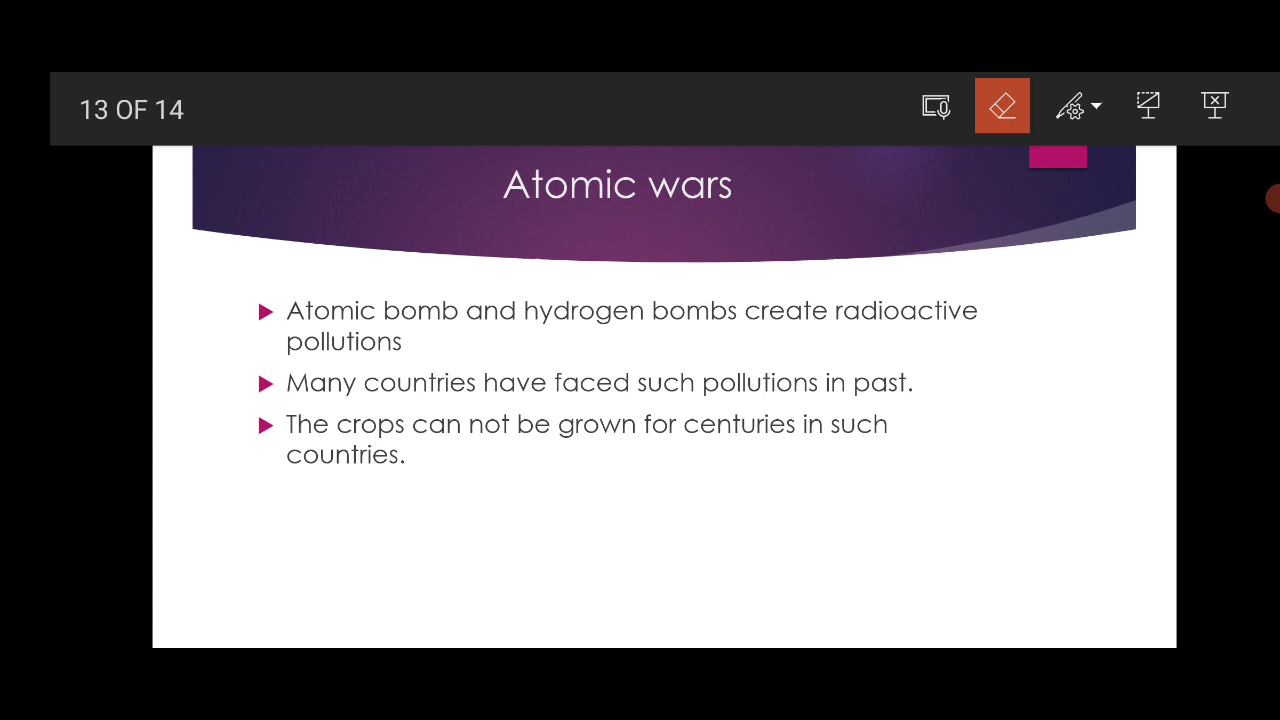 13 OF 14
Atomic wars
Atomic bomb and hydrogen bombs create radioactive
pollutions
Many countries have faced such pollutions in past.
The crops can not be grown for centuries in such
countries.